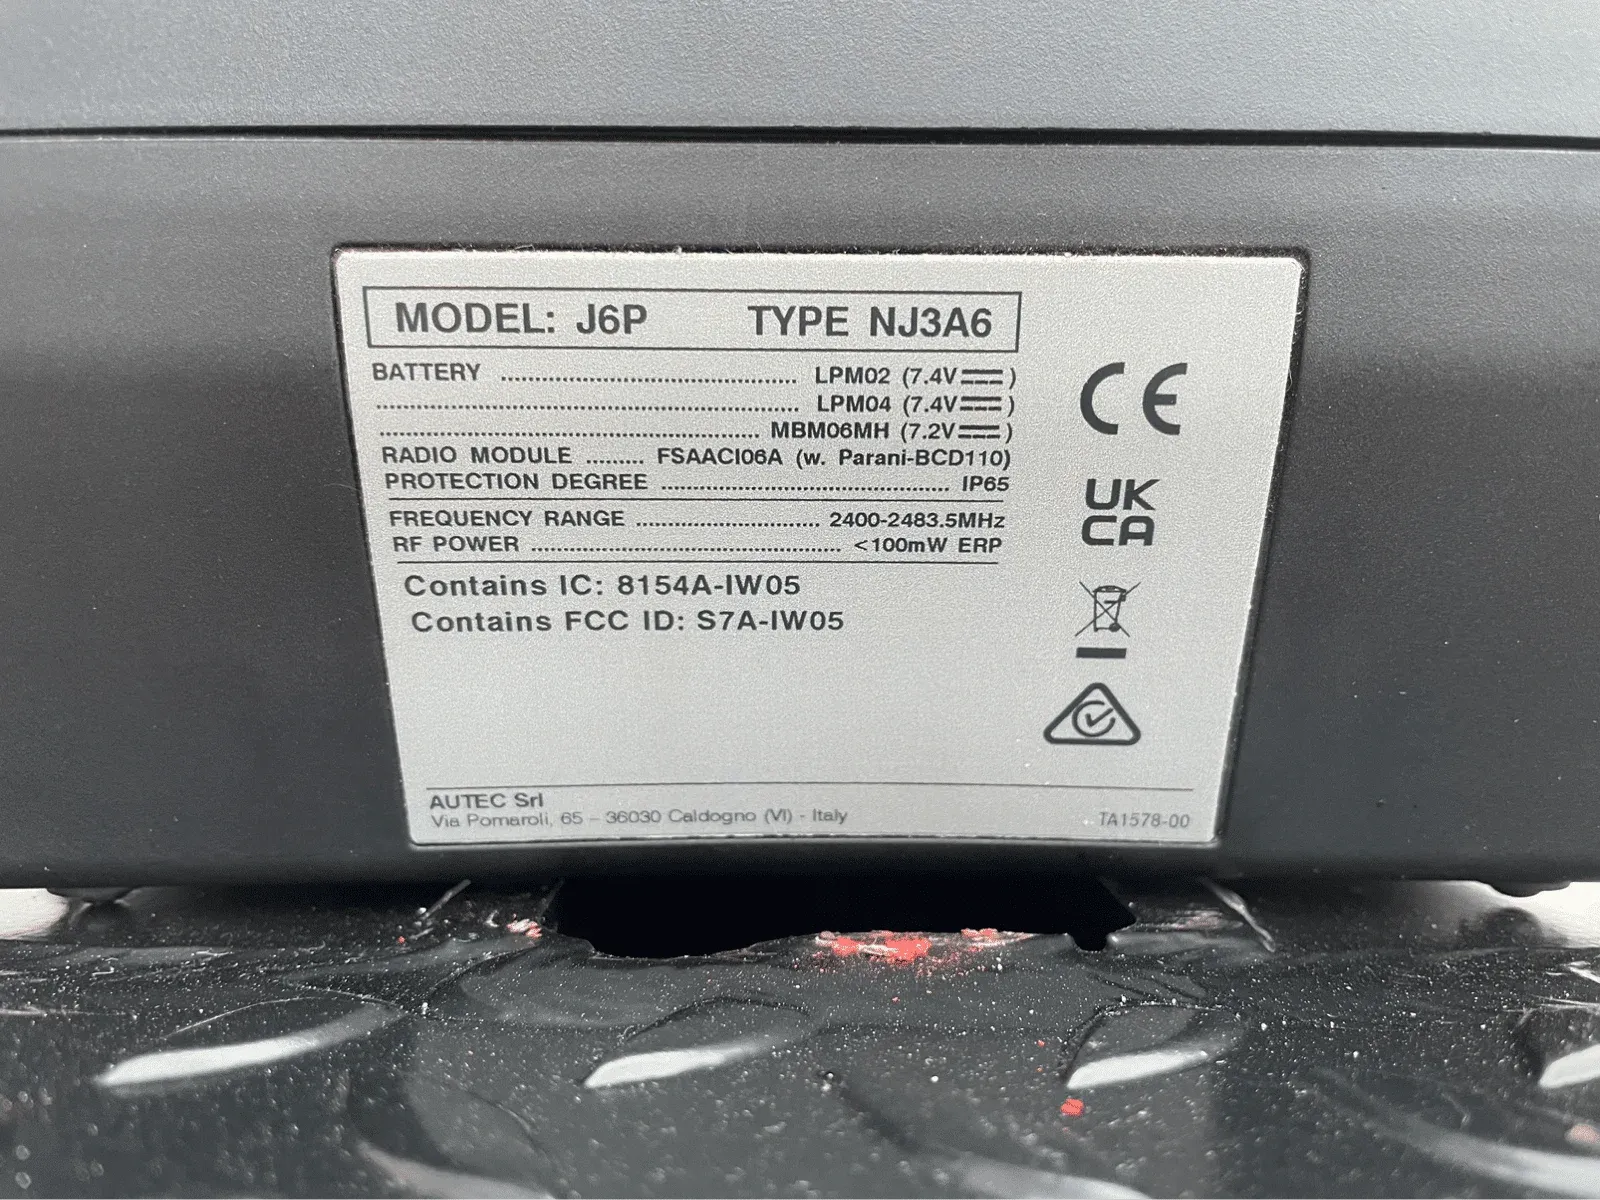 MODEL: J6P TYPE NJ3A6
BATTERY ........................................ LPM02 (7.4V⎓)
........................................................ LPM04 (7.4V⎓)
.................................................... MBM06MH (7.2V⎓)
RADIO MODULE ......... FSAACI06A (w. Parani-BCD110)
PROTECTION DEGREE ........................................ IP65
FREQUENCY RANGE ............................ 2400-2483.5MHz
RF POWER ............................................ <100mW ERP
Contains IC: 8154A-IW05
Contains FCC ID: S7A-IW05
CE
UK
CA
AUTEC Srl
Via Pomaroli, 65 – 36030 Caldogno (VI) - Italy
TA1578-00